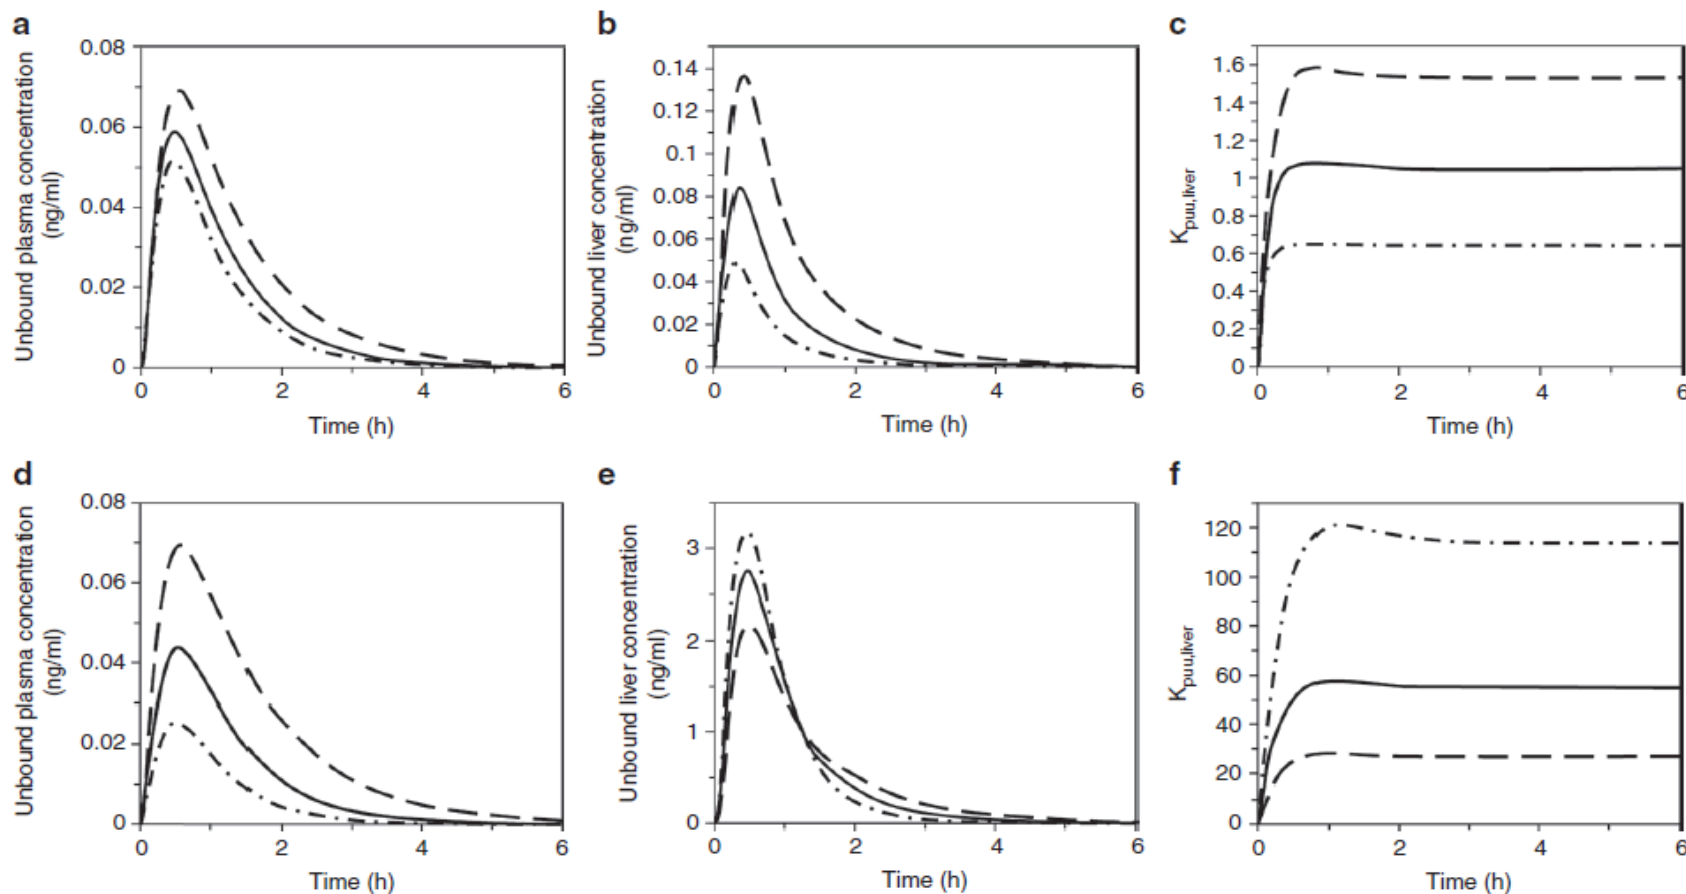 a
Unbound plasma concentration
(ng/ml)
0.08
0.06
0.04
0.02
0
0 2 4 6
Time (h)
b
Unbound liver concentration
(ng/ml)
0.14
0.12
0.1
0.08
0.06
0.04
0.02
0
0 2 4 6
Time (h)
c
Kpuu,liver
1.6
1.4
1.2
1
0.8
0.6
0.4
0.2
0
0 2 4 6
Time (h)
d
Unbound plasma concentration
(ng/ml)
0.08
0.06
0.04
0.02
0
0 2 4 6
Time (h)
e
Unbound liver concentration
(ng/ml)
3
2
1
0
0 2 4 6
Time (h)
f
Kpuu,liver
120
100
80
60
40
20
0
0 2 4 6
Time (h)